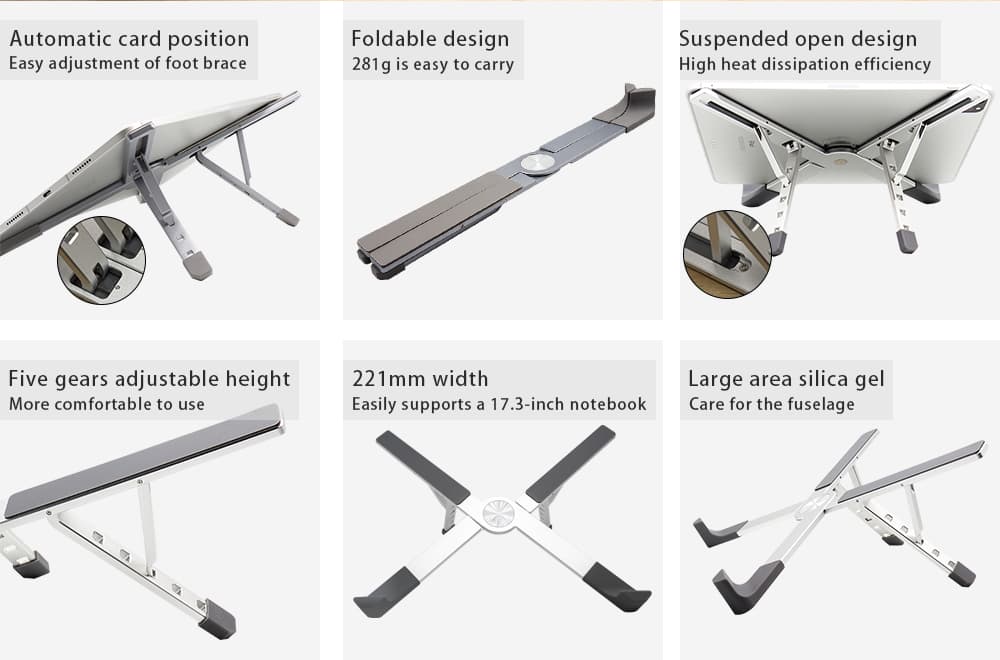 Automatic card position
Easy adjustment of foot brace
Foldable design
281g is easy to carry
Suspended open design
High heat dissipation efficiency
Five gears adjustable height
More comfortable to use
221mm width
Easily supports a 17.3-inch notebook
Large area silica gel
Care for the fuselage